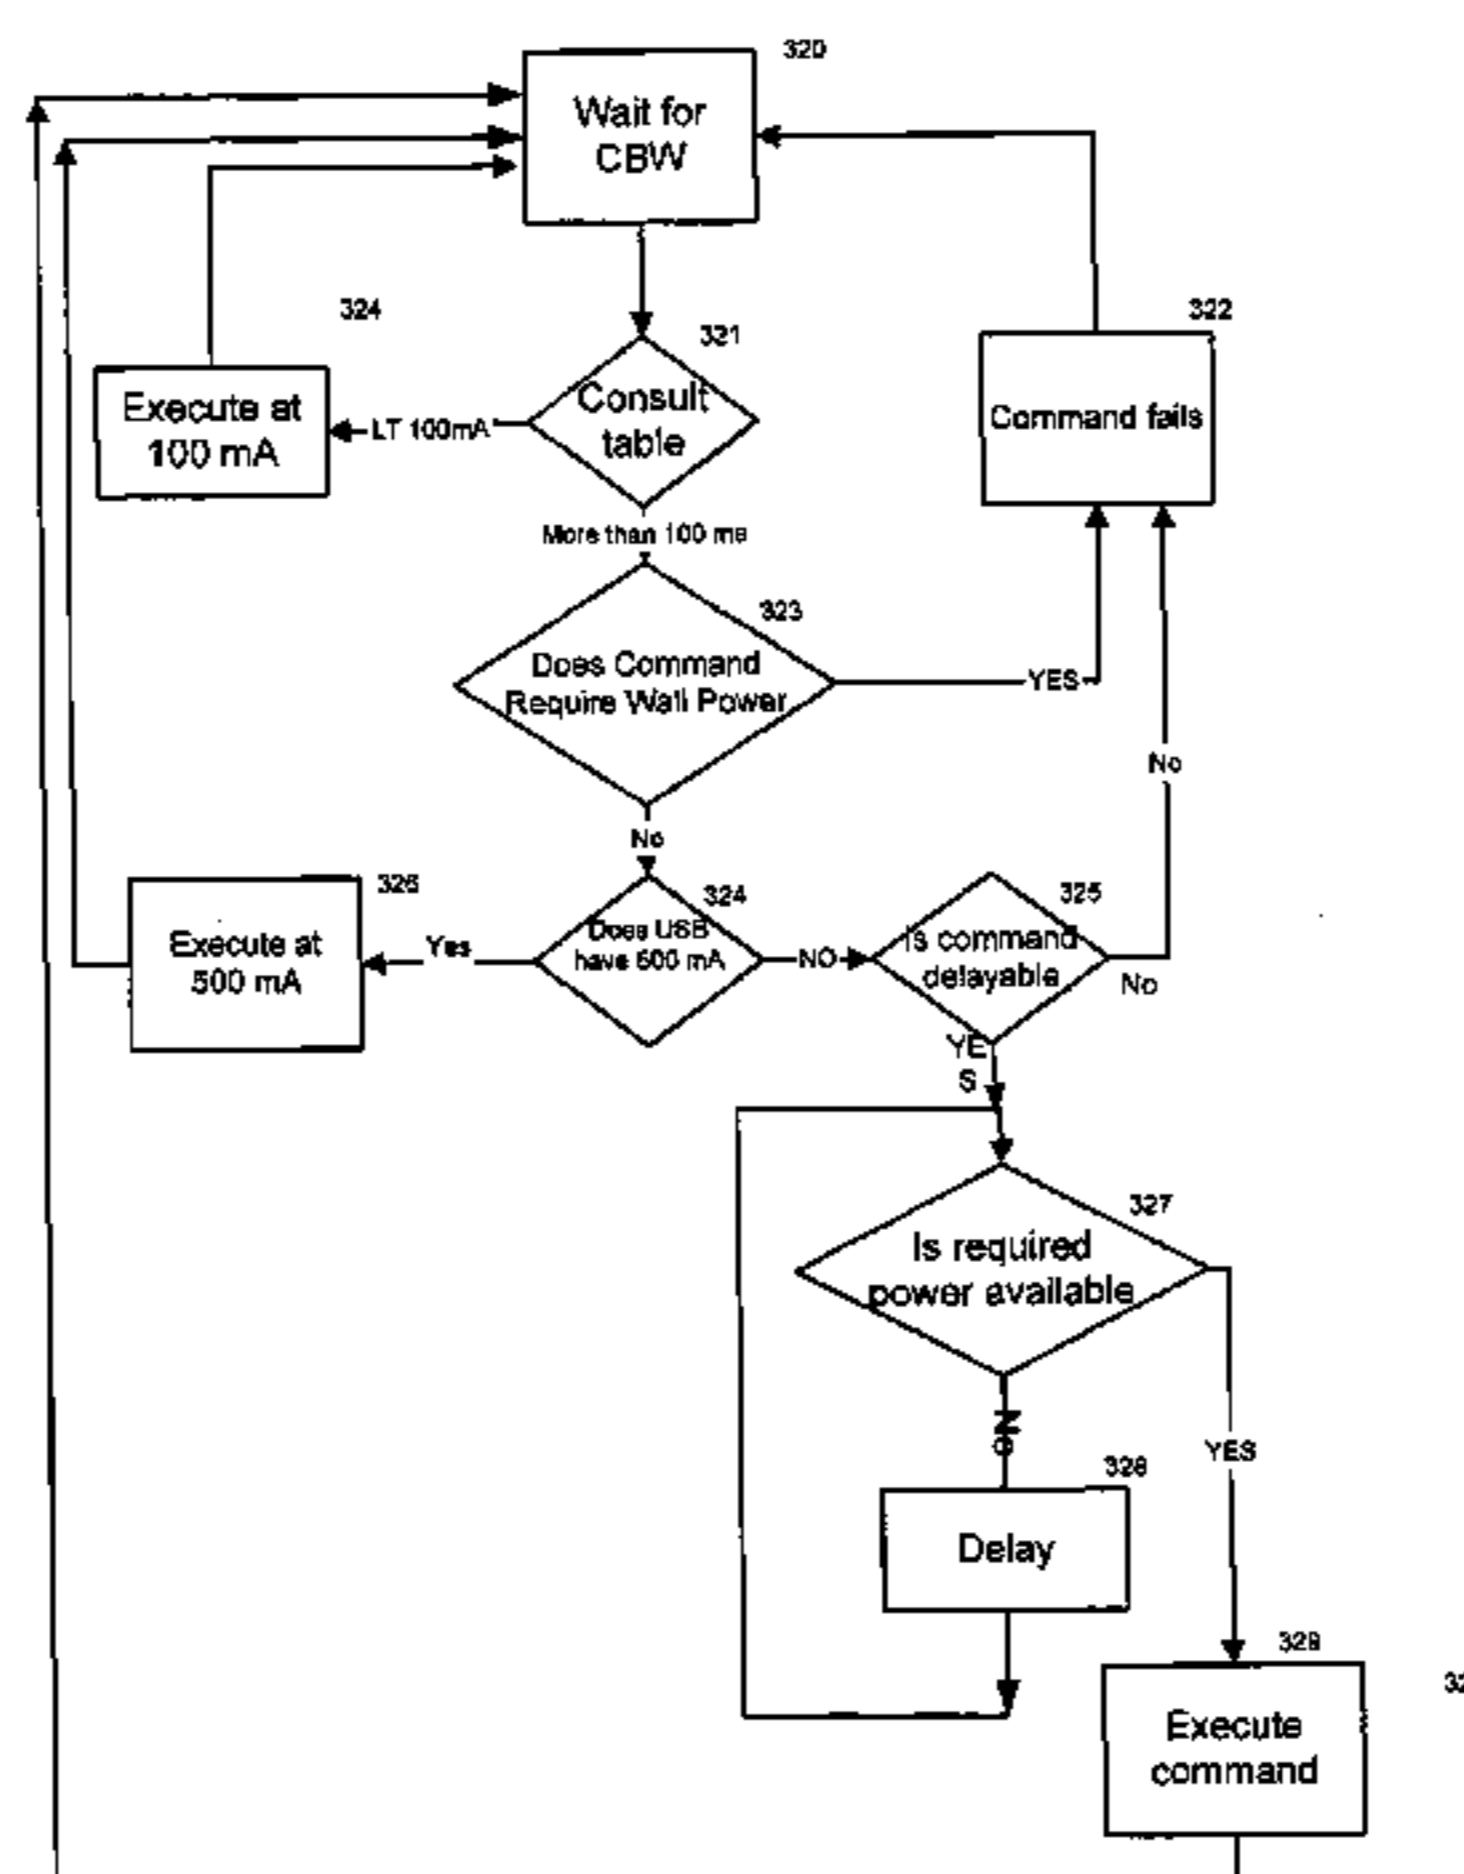 320
Wait for
CBW
324
322
321
Execute at
100 mA
LT 100mA
Consult
table
Command fails
More than 100 ma
323
Does Command
Require Wall Power
YES
No
No
326
324
325
Execute at
500 mA
Yes
Does USB
have 500 mA
NO
is command
delayable
No
YE
S
327
Is required
power available
No
YES
328
Delay
329
Execute
command